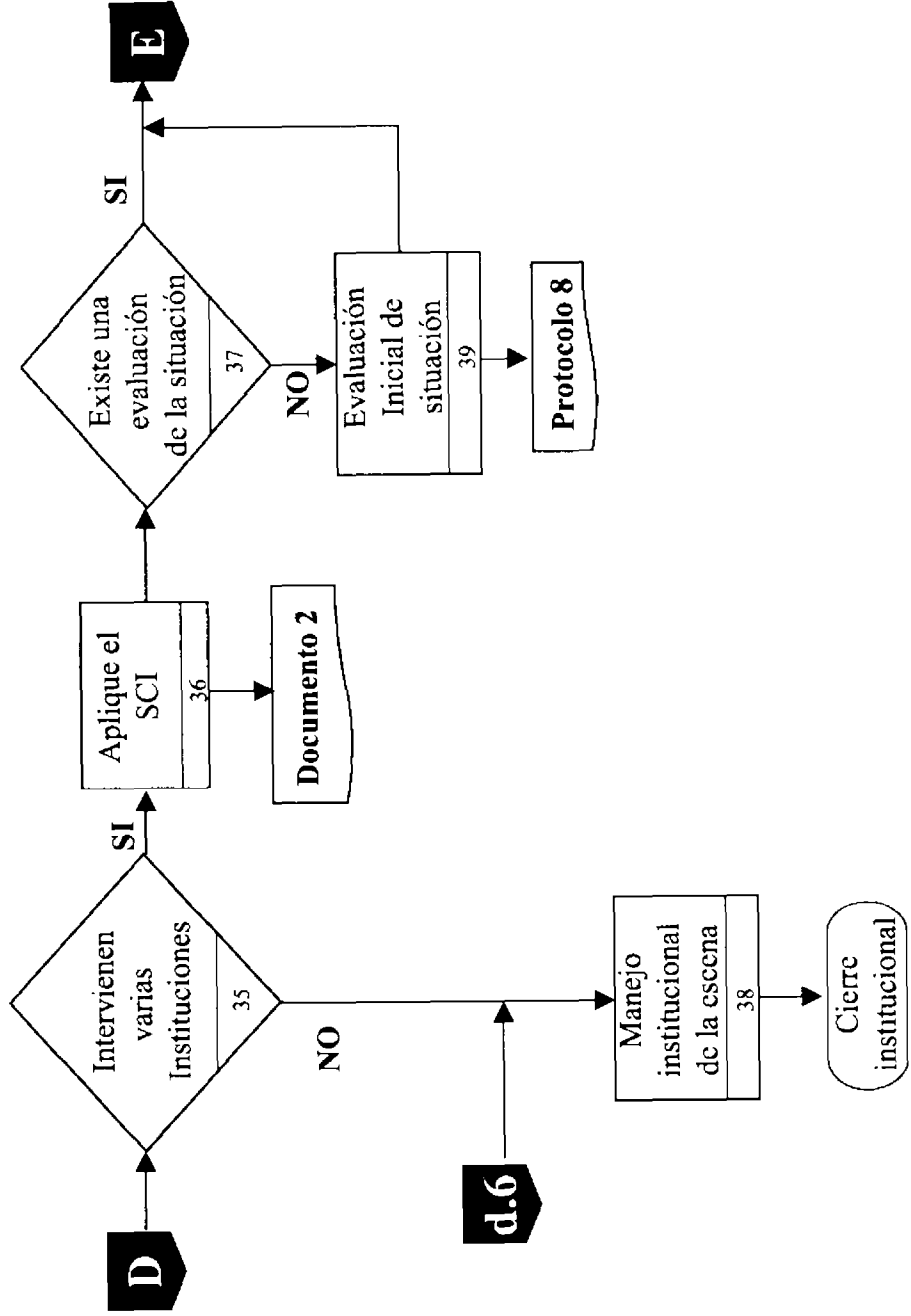 D
Intervienen
varias
Instituciones
35
SI
NO
Aplique el
SCI
36
Documento 2
Existe una
evaluación
de la situación
37
SI
NO
E
Evaluación
Inicial de
situación
39
Protocolo 8
d.6
Manejo
institucional
de la escena
38
Cierre
institucional